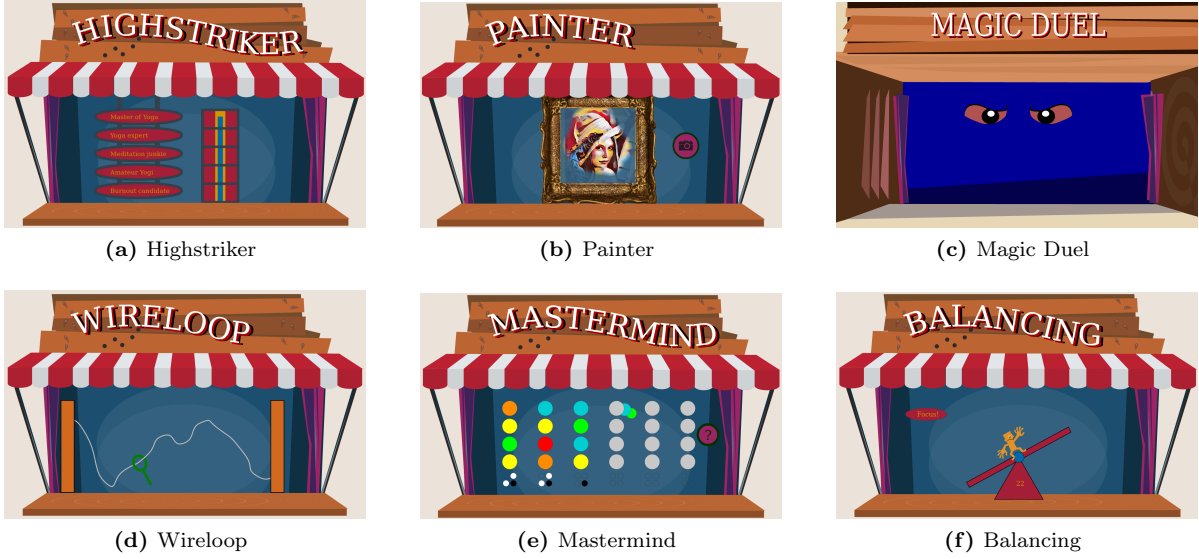 HIGHSTRIKER
Master of Yoga
Yoga expert
Meditation junkie
Amateur Yogi
Burnout candidate
(a) Highstriker
PAINTER
(b) Painter
MAGIC DUEL
(c) Magic Duel
WIRELOOP
(d) Wireloop
MASTERMIND
?
(e) Mastermind
BALANCING
Focus!
22
(f) Balancing